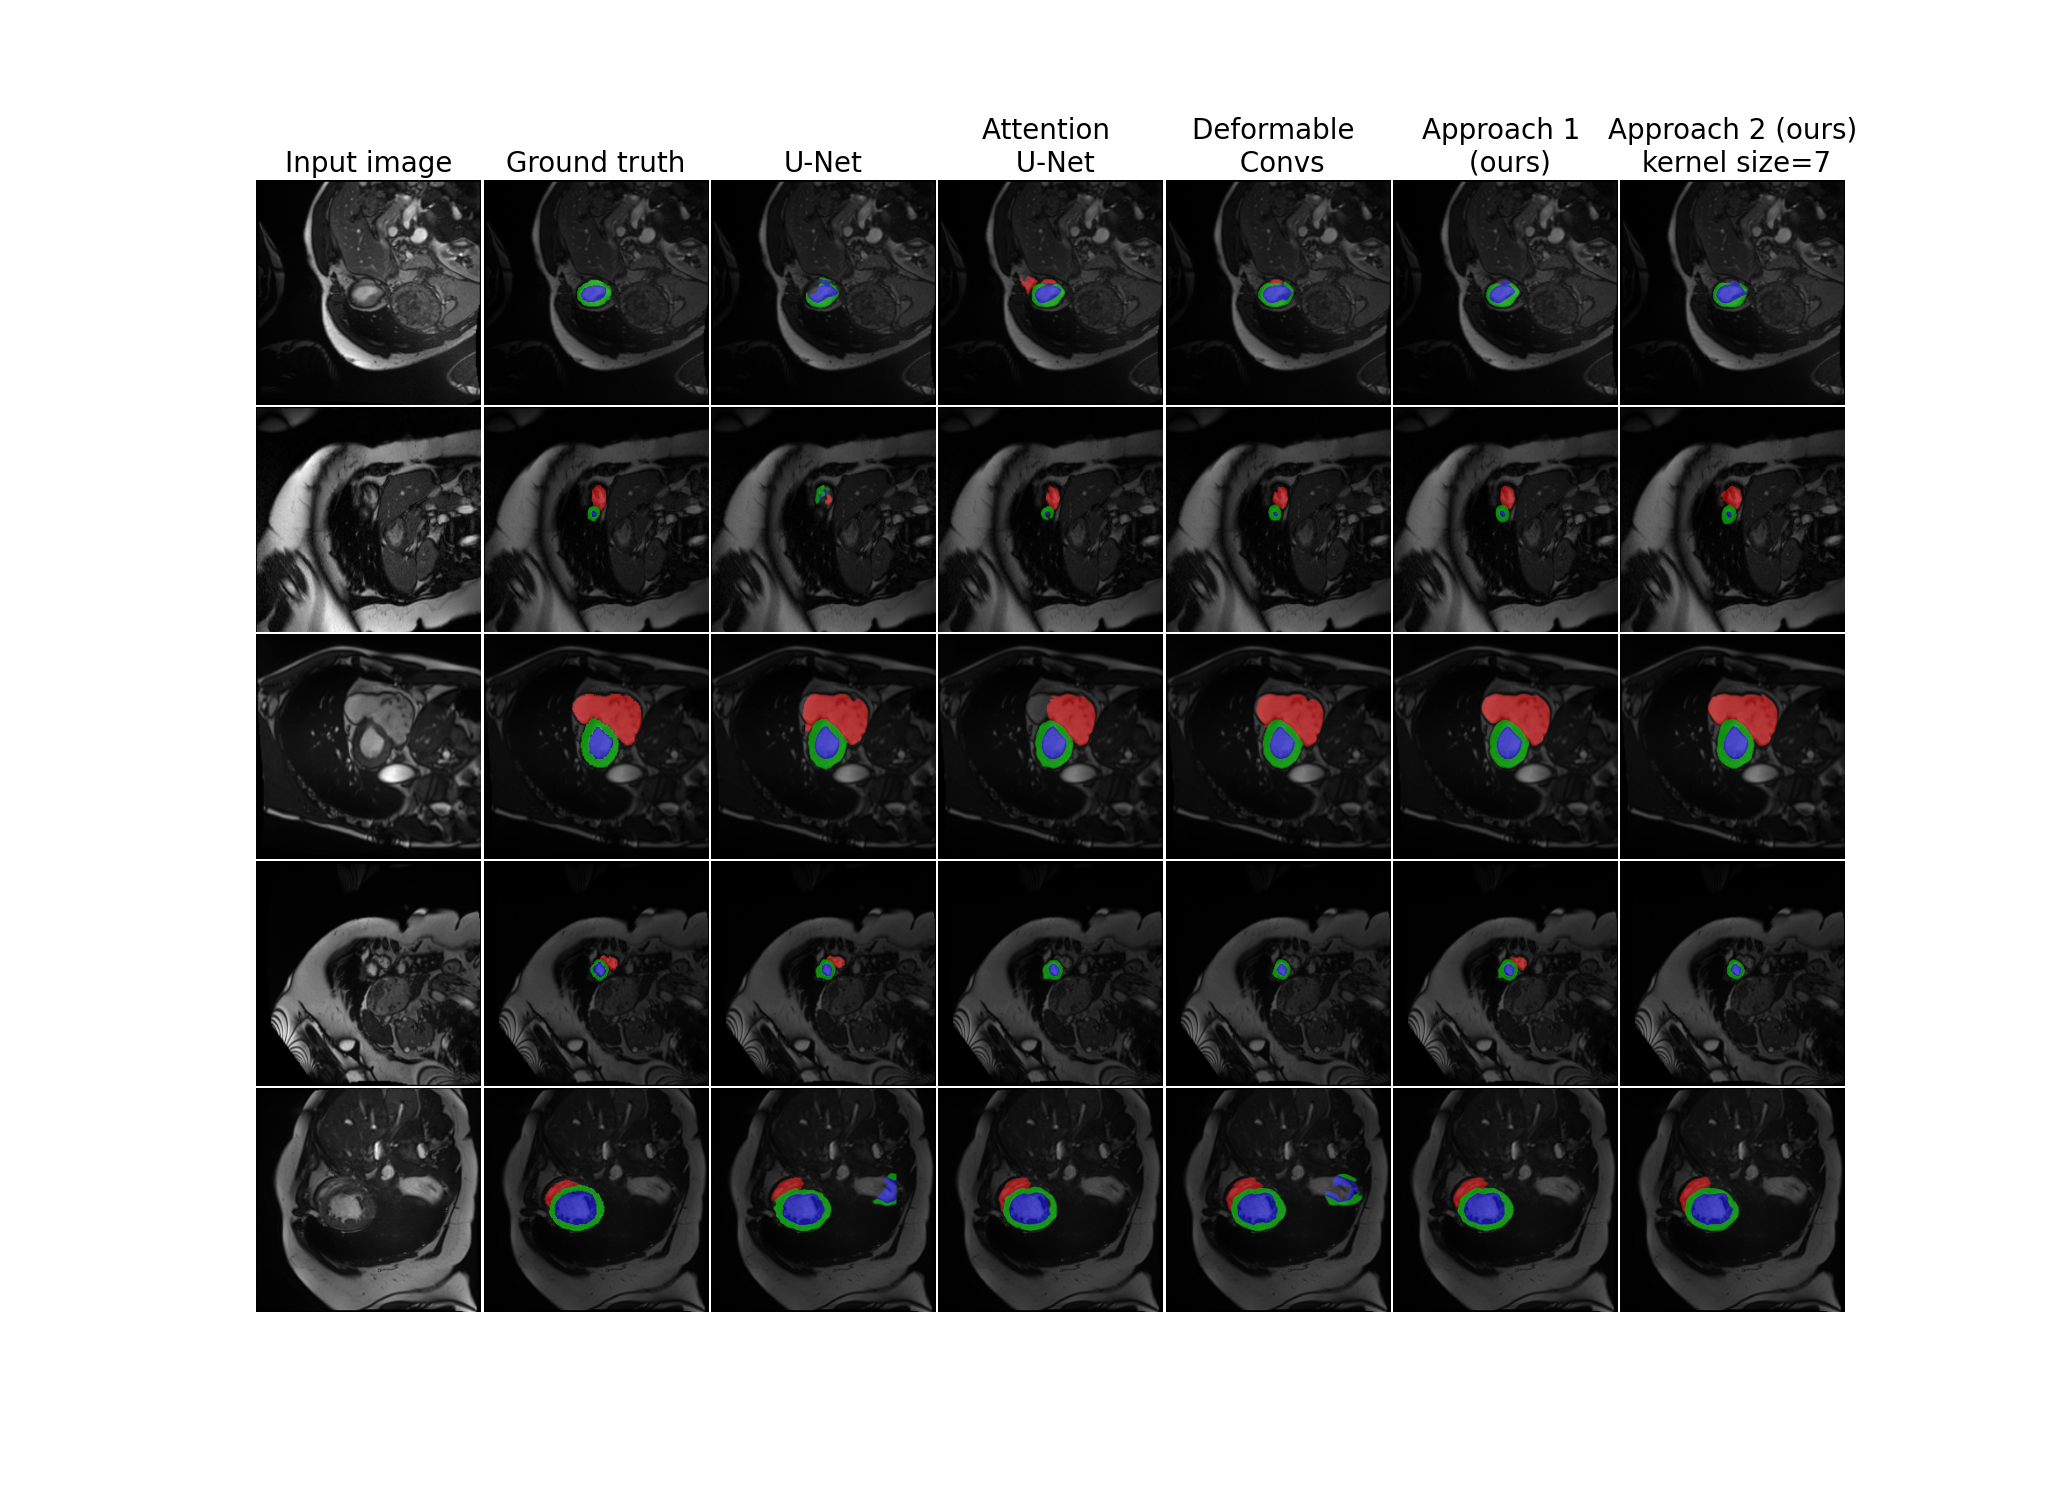 Input image
Ground truth
U-Net
Attention
U-Net
Deformable
Convs
Approach 1
(ours)
Approach 2 (ours)
kernel size=7